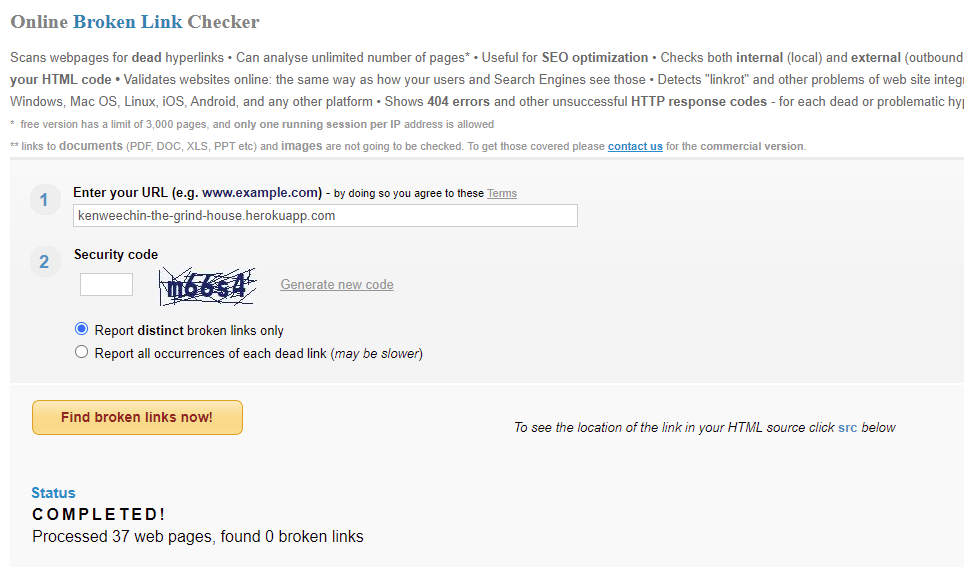 Online Broken Link Checker
Scans webpages for dead hyperlinks • Can analyse unlimited number of pages* • Useful for SEO optimization • Checks both internal (local) and external (outbound
your HTML code • Validates websites online: the same way as how your users and Search Engines see those • Detects "linkrot" and other problems of web site integ
Windows, Mac OS, Linux, iOS, Android, and any other platform • Shows 404 errors and other unsuccessful HTTP response codes - for each dead or problematic hy
* free version has a limit of 3,000 pages, and only one running session per IP address is allowed
** links to documents (PDF, DOC, XLS, PPT etc) and images are not going to be checked. To get those covered please contact us for the commercial version.
1 Enter your URL (e.g. www.example.com) - by doing so you agree to these Terms
kenweechin-the-grind-house.herokuapp.com
2 Security code
m66s4 Generate new code
Report distinct broken links only
Report all occurrences of each dead link (may be slower)
Find broken links now!
To see the location of the link in your HTML source click src below
Status
COMPLETED!
Processed 37 web pages, found 0 broken links